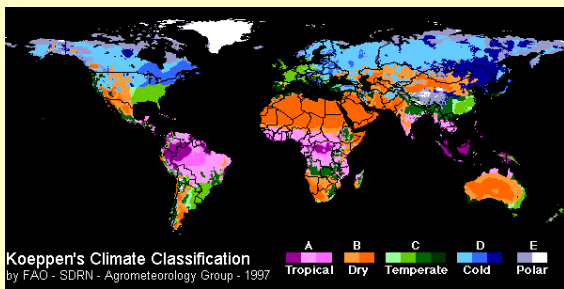 Koeppen's Climate Classification
by FAO - SDRN - Agrometeorology Group - 1997
A B C D E
Tropical Dry Temperate Cold Polar